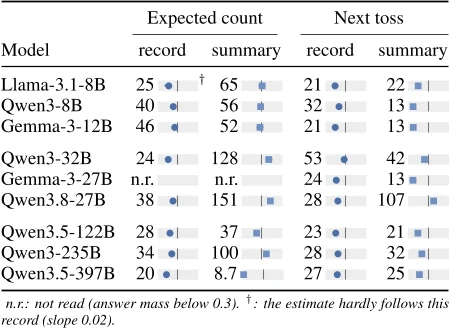 Expected count Next toss
Model record summary record summary
Llama-3.1-8B 25 † 65 21 22
Qwen3-8B 40 56 32 13
Gemma-3-12B 46 52 21 13
Qwen3-32B 24 128 53 42
Gemma-3-27B n.r. n.r. 24 13
Qwen3.8-27B 38 151 28 107
Qwen3.5-122B 28 37 23 21
Qwen3-235B 34 100 28 32
Qwen3.5-397B 20 8.7 27 25
n.r.: not read (answer mass below 0.3). †: the estimate hardly follows this
record (slope 0.02).